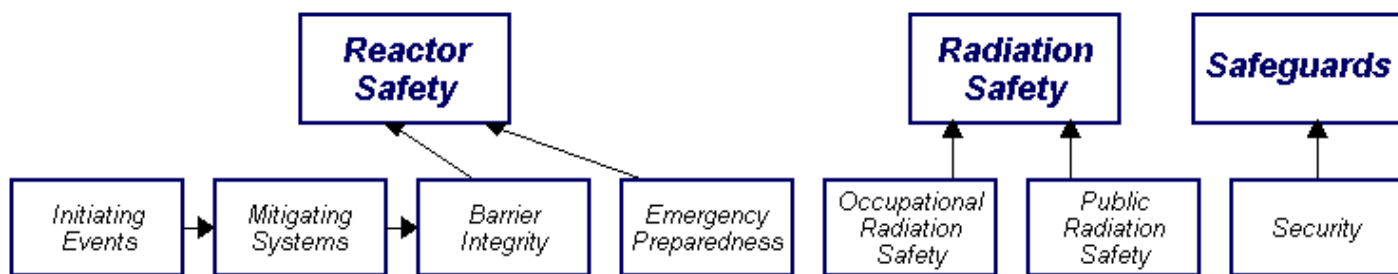 Reactor
Safety
Radiation
Safety
Safeguards
Initiating
Events
Mitigating
Systems
Barrier
Integrity
Emergency
Preparedness
Occupational
Radiation
Safety
Public
Radiation
Safety
Security